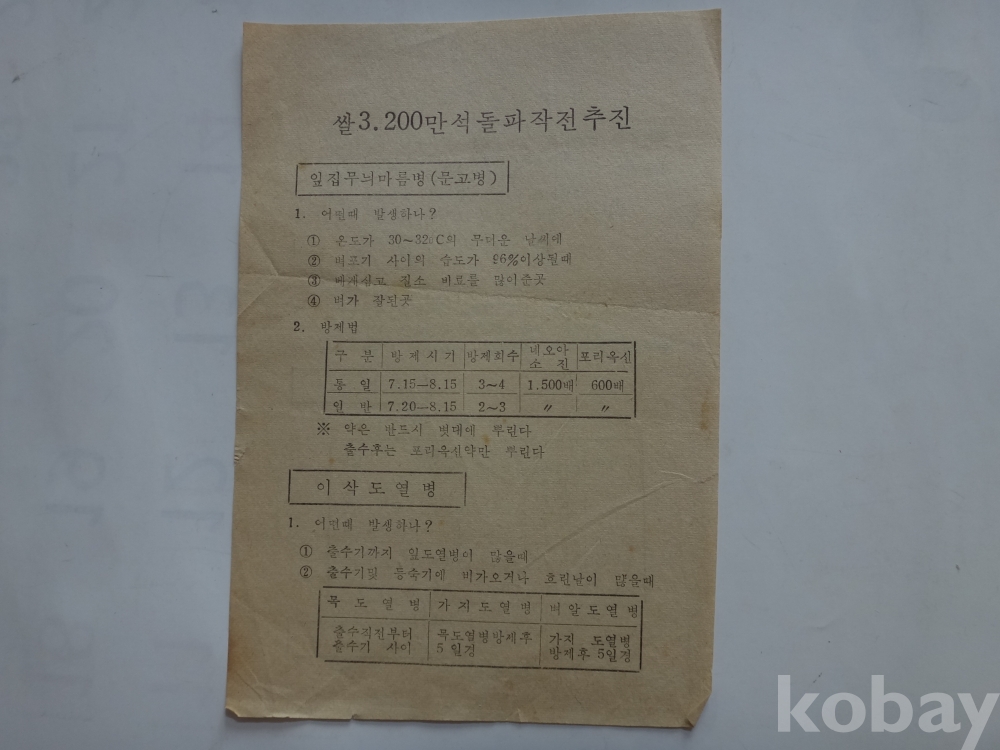 쌀3.200만석돌파작전추진
잎집무늬마름병(문고병)
1. 어떤때 발생하나?
① 온도가 30~32°C의 무더운 날씨에
② 벼포기 사이의 습도가 96%이상될때
③ 배게심고 질소 비료를 많이준곳
④ 벼가 잘된곳
2. 방제법
구 분 방제시기 방제회수 네오아소진 포리옥신
통 일 7.15—8.15 3~4 1.500배 600배
일 반 7.20—8.15 2~3 〃 〃
※ 약은 반드시 볏대에 뿌린다
출수후는 포리옥신약만 뿌린다
이삭도열병
1. 어떤때 발생하나?
① 출수기까지 잎도열병이 많을때
② 출수기및 등숙기에 비가오거나 흐린날이 많을때
목도열병 가지도열병 벼알도열병
출수직전부터 목도열병방제후 가지 도열병
출수기 사이 5일경 방제후 5일경
kobay